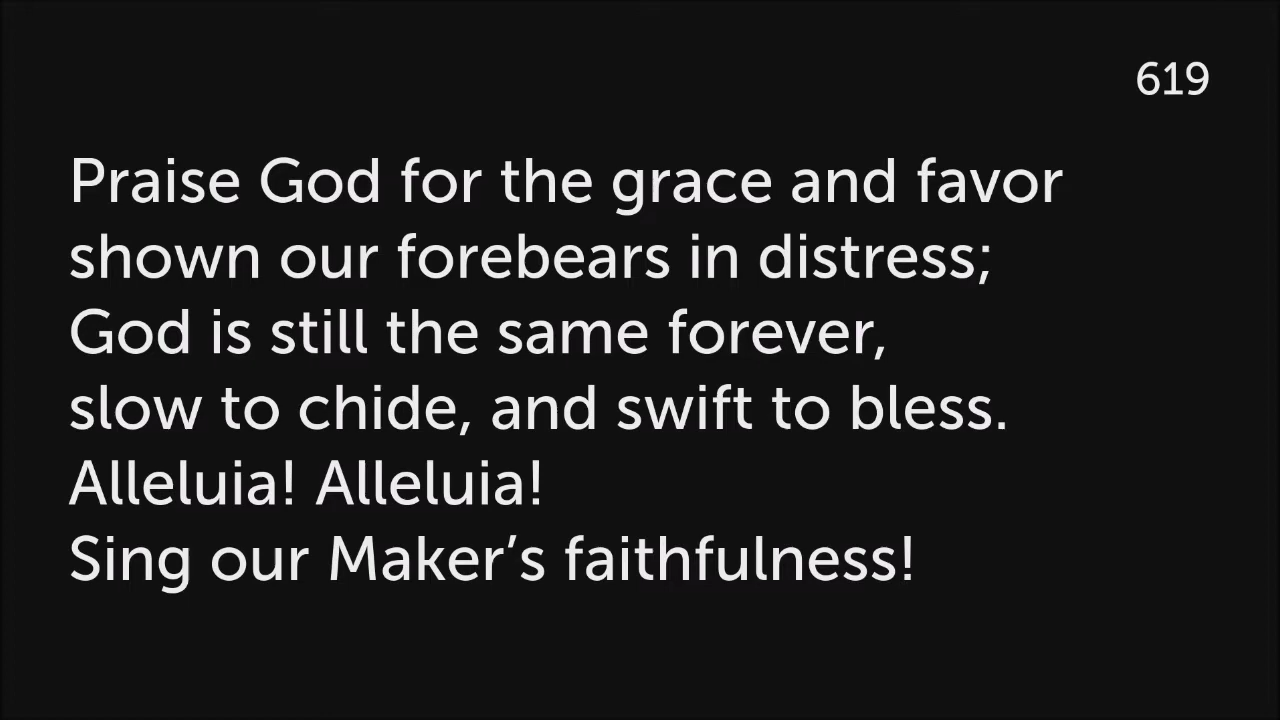 619
Praise God for the grace and favor
shown our forebears in distress;
God is still the same forever,
slow to chide, and swift to bless.
Alleluia! Alleluia!
Sing our Maker’s faithfulness!